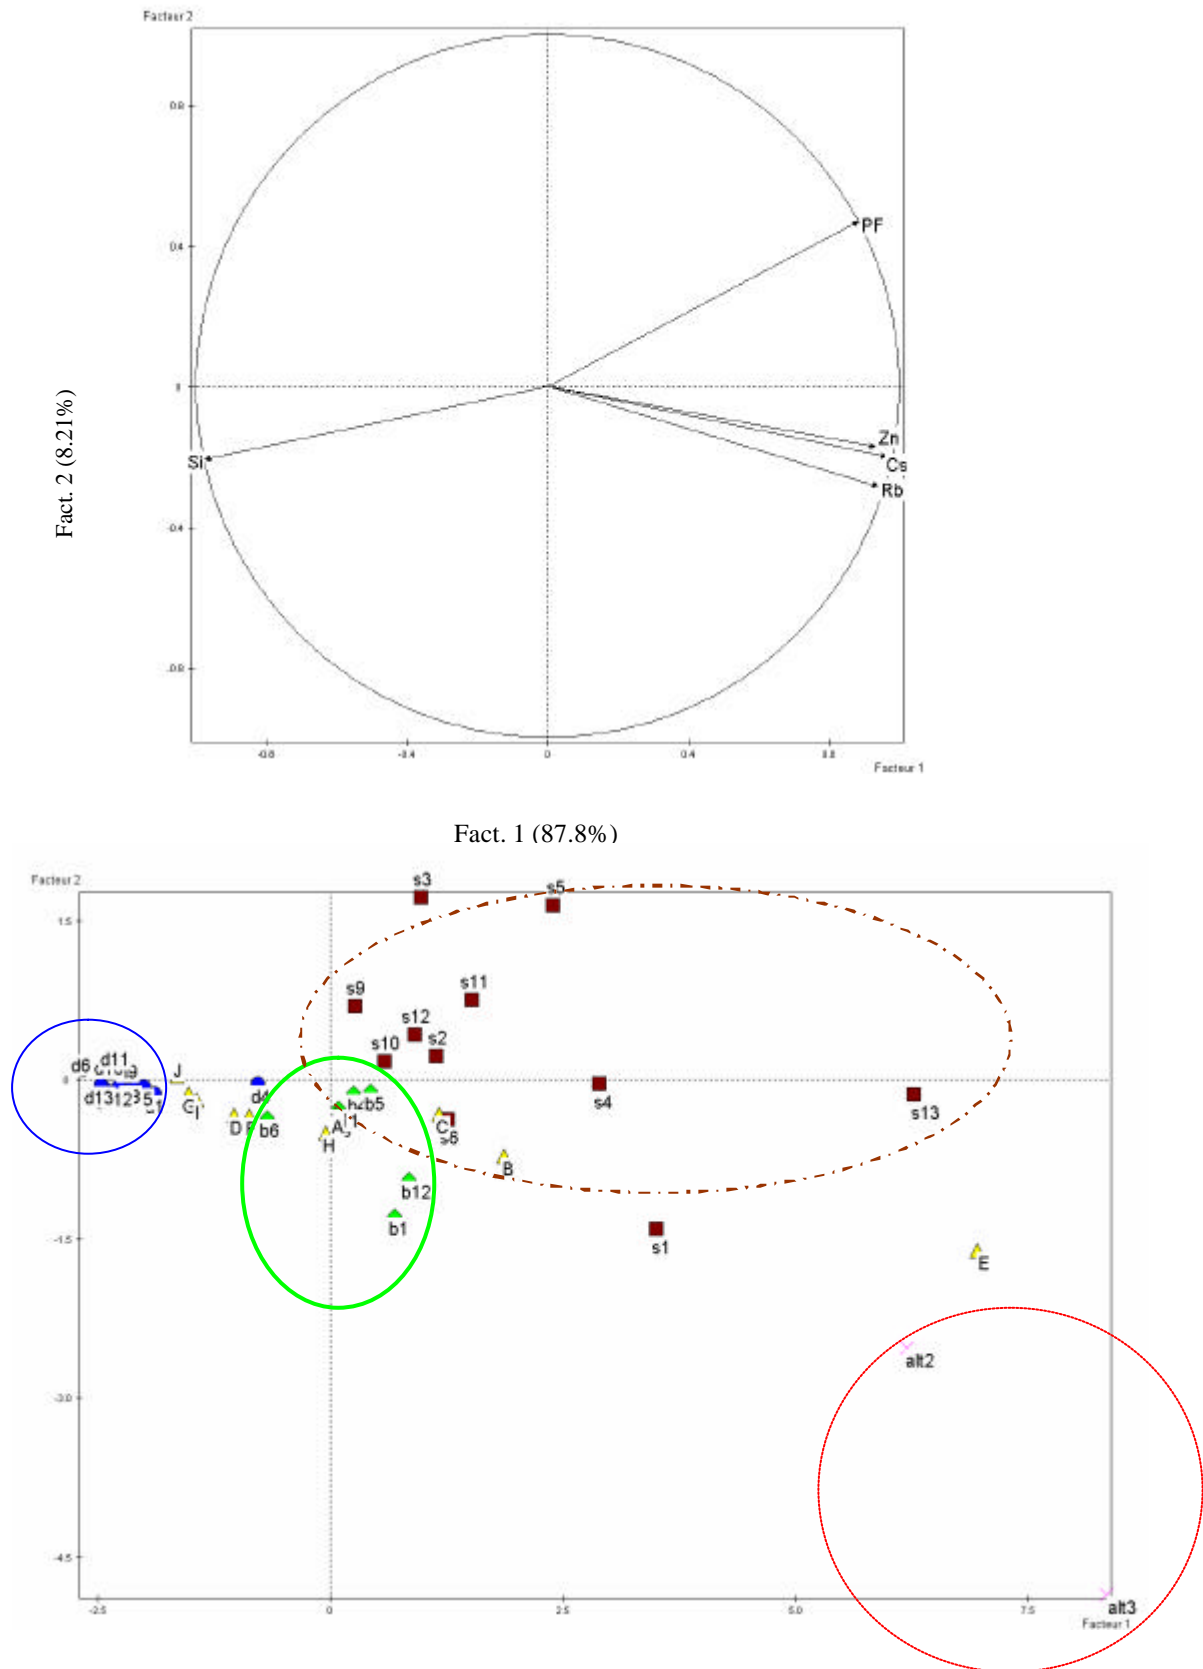 Facteur 2
0.8
PF
0.4
0
Zn
Si
Cs
Rb
Fact. 2 (8.21%)
-0.4
-0.8
-0.8 -0.4 0 0.4 0.8
Facteur 1
Fact. 1 (87.8%)
Facteur 2
s3
s5
1.5
s11
s9
s12
s2
s10
d11
d6
J
0
d4
b5
s4
s13
d13
D
b6
A
H
C
B
b12
b1
-1.5
s1
E
alt2
-3.0
-4.5
alt3
-2.5 0 2.5 5.0 7.5
Facteur 1